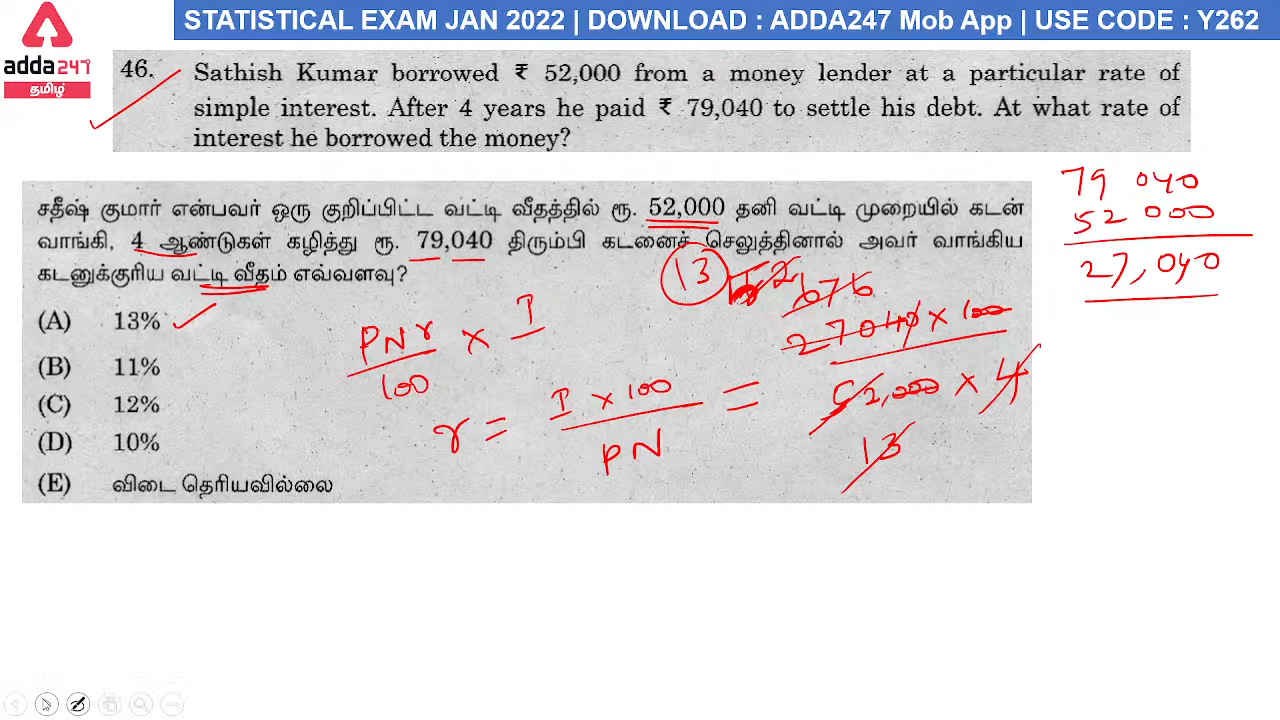 STATISTICAL EXAM JAN 2022 | DOWNLOAD : ADDA247 Mob App | USE CODE : Y262
adda247
தமிழ்
46. Sathish Kumar borrowed ₹ 52,000 from a money lender at a particular rate of
simple interest. After 4 years he paid ₹ 79,040 to settle his debt. At what rate of
interest he borrowed the money?
சதீஷ் குமார் என்பவர் ஒரு குறிப்பிட்ட வட்டி வீதத்தில் ரூ. 52,000 தனி வட்டி முறையில் கடன்
வாங்கி, 4 ஆண்டுகள் கழித்து ரூ. 79,040 திரும்பி கடனைச் செலுத்தினால் அவர் வாங்கிய
கடனுக்குரிய வட்டி வீதம் எவ்வளவு?
(A) 13%
(B) 11%
(C) 12%
(D) 10%
(E) விடை தெரியவில்லை
79 040
52 000
27,040
13
676
PNr × I
100
27040 × 100
r = I × 100 =
PN
52,000 × 4
13